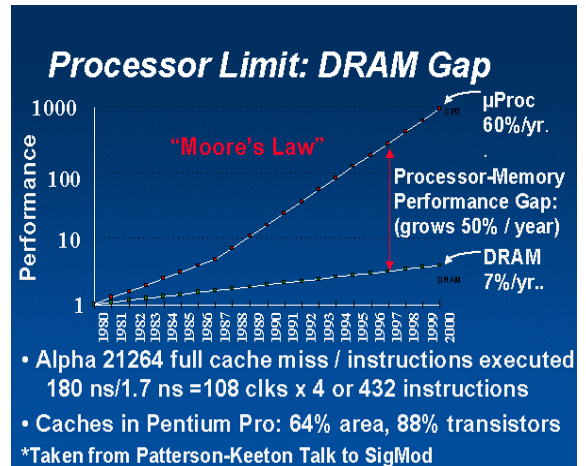 Processor Limit: DRAM Gap
1000
100
10
1
Performance
"Moore's Law"
µProc
60%/yr.
.
CPU
Processor-Memory
Performance Gap:
(grows 50% / year)
DRAM
7%/yr..
DRAM
1980
1981
1982
1983
1984
1985
1986
1987
1988
1989
1990
1991
1992
1993
1994
1995
1996
1997
1998
1999
2000
• Alpha 21264 full cache miss / instructions executed
180 ns/1.7 ns =108 clks x 4 or 432 instructions
• Caches in Pentium Pro: 64% area, 88% transistors
*Taken from Patterson-Keeton Talk to SigMod